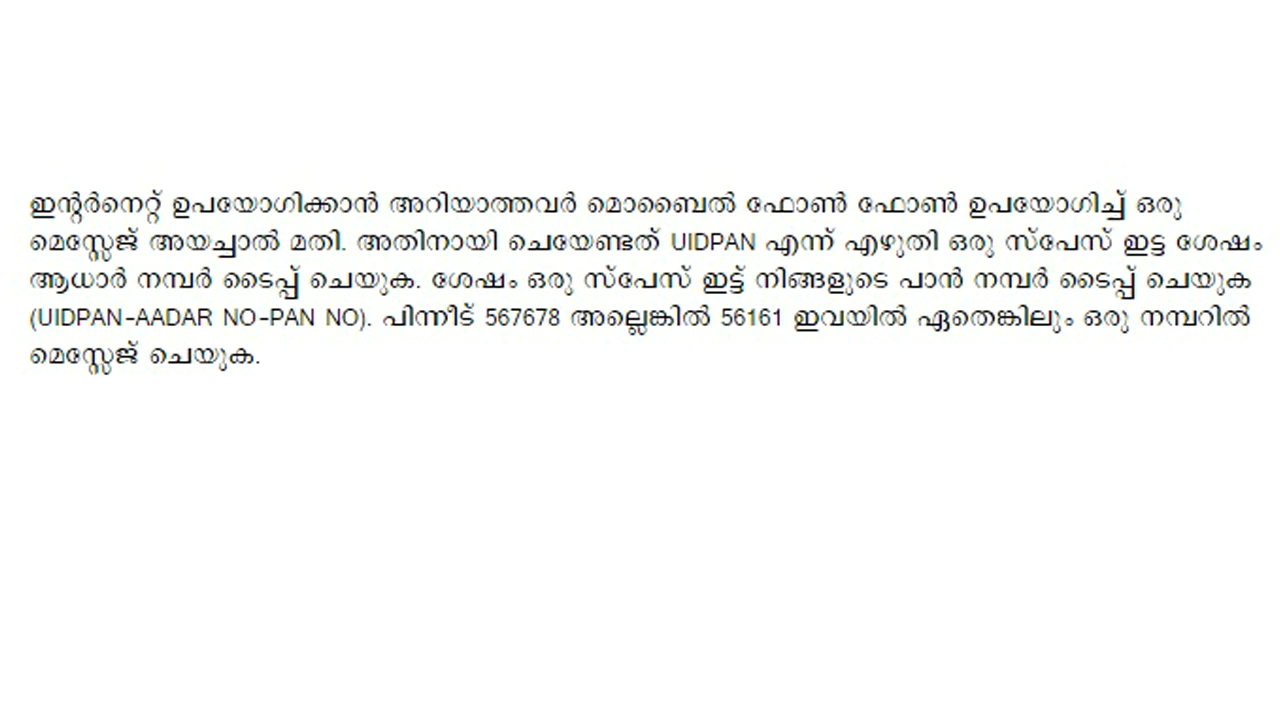 ഇന്റർനെറ്റ് ഉപയോഗിക്കാൻ അറിയാത്തവർ മൊബൈൽ ഫോൺ ഫോൺ ഉപയോഗിച്ച് ഒരു
മെസ്സേജ് അയച്ചാൽ മതി. അതിനായി ചെയേണ്ടത് UIDPAN എന്ന് എഴുതി ഒരു സ്പേസ് ഇട്ട ശേഷം
ആധാർ നമ്പർ ടൈപ്പ് ചെയുക. ശേഷം ഒരു സ്പേസ് ഇട്ട് നിങ്ങളുടെ പാൻ നമ്പർ ടൈപ്പ് ചെയുക
(UIDPAN-AADAR NO-PAN NO). പിന്നീട് 567678 അല്ലെങ്കിൽ 56161 ഇവയിൽ ഏതെങ്കിലും ഒരു നമ്പറിൽ
മെസ്സേജ് ചെയുക.